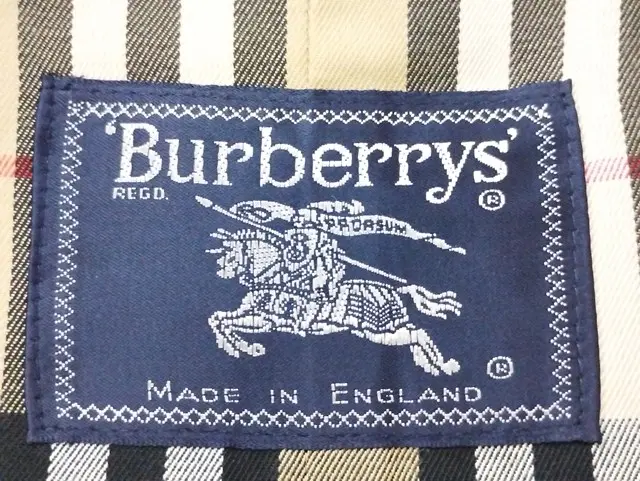 'Burberrys'
REGD. ®
PRORSUM
®
MADE IN ENGLAND